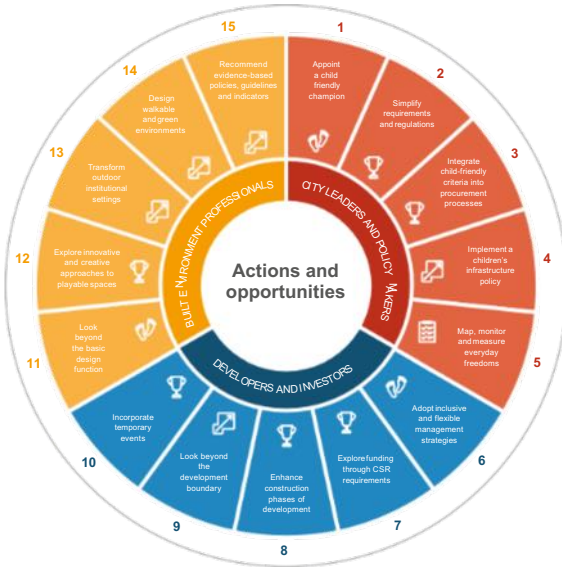 Actions and
opportunities
CITY LEADERS AND POLICY MAKERS
1
Appoint
a child
friendly
champion
2
Simplify
requirements
and regulations
3
Integrate
child-friendly
criteria into
procurement
processes
4
Implement a
children's
infrastructure
policy
5
Map, monitor
and measure
everyday
freedoms
DEVELOPERS AND INVESTORS
6
Adopt inclusive
and flexible
management
strategies
7
Explore funding
through CSR
requirements
8
Enhance
construction
phases of
development
9
Look beyond
the
development
boundary
10
Incorporate
temporary
events
BUILT ENVIRONMENT PROFESSIONALS
11
Look
beyond
the basic
design
function
12
Explore innovative
and creative
approaches to
playable spaces
13
Transform
outdoor
institutional
settings
14
Design
walkable
and green
environments
15
Recommend
evidence-based
policies, guidelines
and indicators